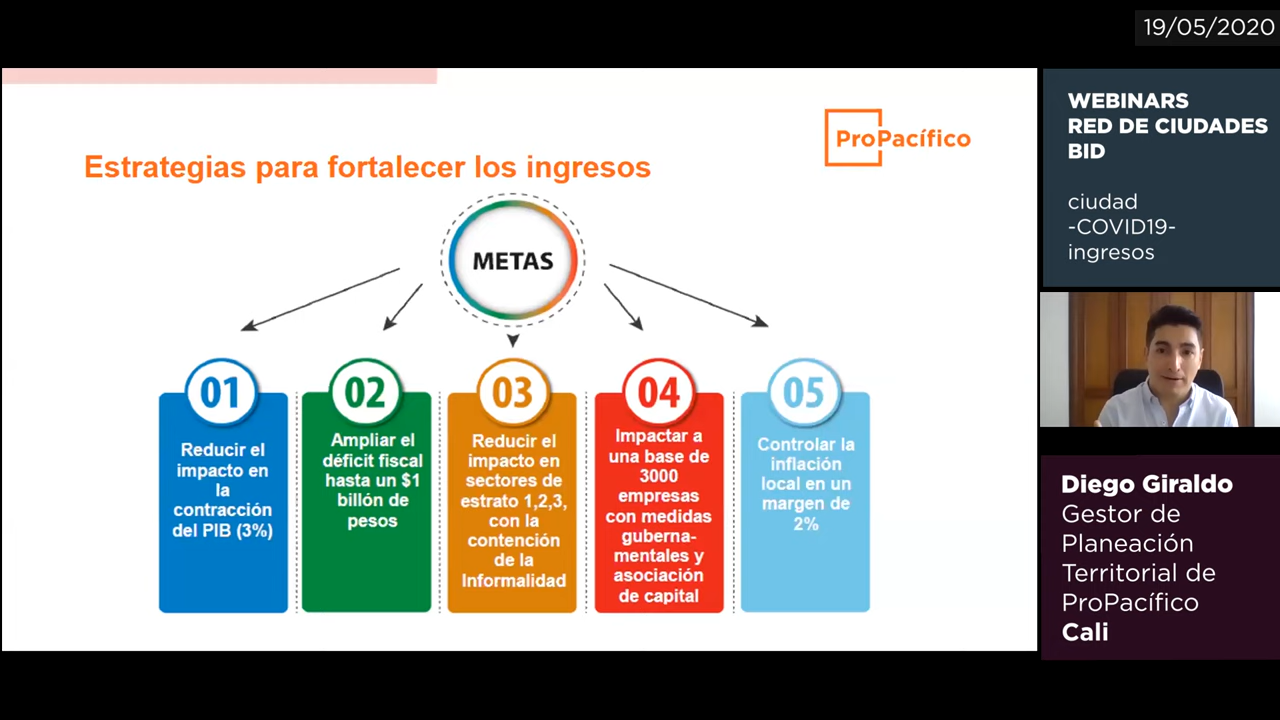 19/05/2020
WEBINARS
RED DE CIUDADES
BID
ciudad
-COVID19-
ingresos
ProPacífico
Estrategias para fortalecer los ingresos
METAS
01
Reducir el
impacto en
la
contracción
del PIB (3%)
02
Ampliar el
déficit fiscal
hasta un $1
billón de
pesos
03
Reducir el
impacto en
sectores de
estrato 1,2,3,
con la
contención
de la
Informalidad
04
Impactar a
una base de
3000
empresas
con medidas
guberna-
mentales y
asociación
de capital
05
Controlar la
inflación
local en un
margen de
2%
Diego Giraldo
Gestor de
Planeación
Territorial de
ProPacífico
Cali